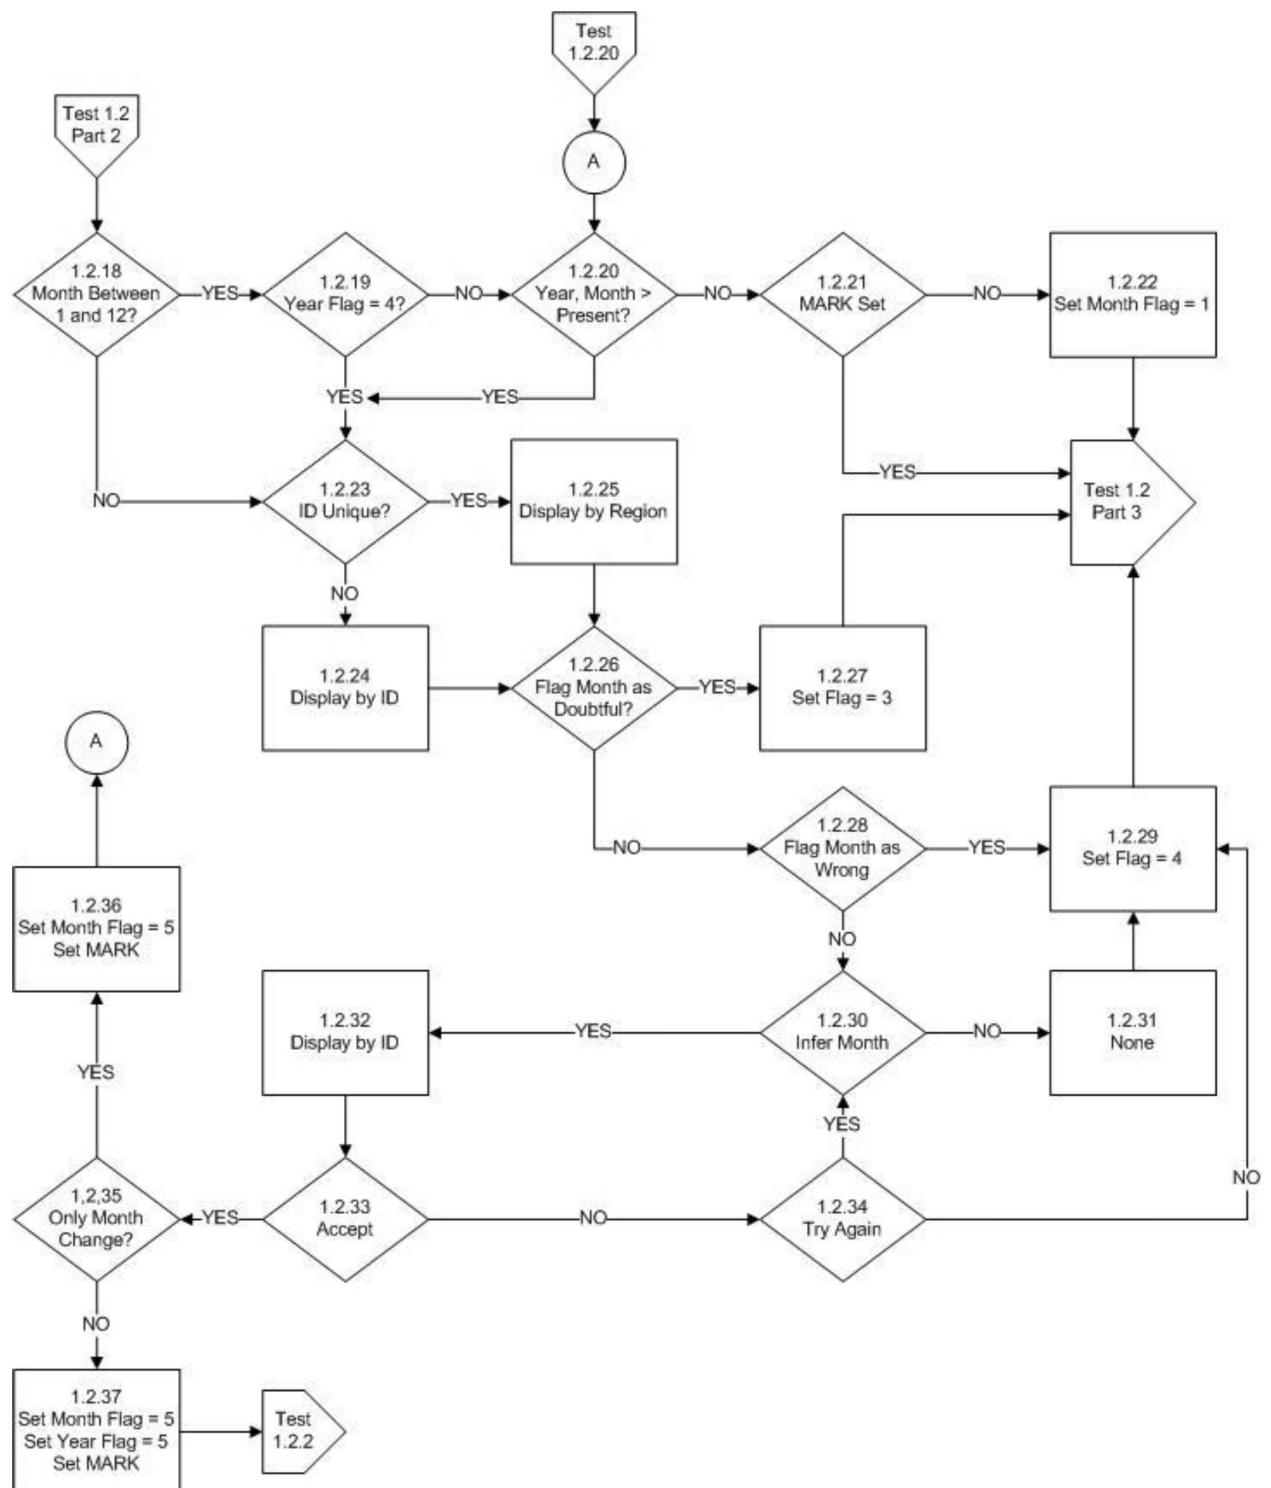 Test
1.2.20
Test 1.2
Part 2
A
1.2.18
Month Between
1 and 12?
YES
1.2.19
Year Flag = 4?
NO
1.2.20
Year, Month >
Present?
NO
1.2.21
MARK Set
NO
1.2.22
Set Month Flag = 1
YES
YES
YES
NO
1.2.23
ID Unique?
YES
1.2.25
Display by Region
Test 1.2
Part 3
NO
1.2.24
Display by ID
1.2.26
Flag Month as
Doubtful?
YES
1.2.27
Set Flag = 3
A
NO
1.2.28
Flag Month as
Wrong
YES
1.2.29
Set Flag = 4
1.2.36
Set Month Flag = 5
Set MARK
NO
1.2.32
Display by ID
YES
1.2.30
Infer Month
NO
1.2.31
None
YES
YES
1,2,35
Only Month
Change?
YES
1.2.33
Accept
NO
1.2.34
Try Again
NO
NO
1.2.37
Set Month Flag = 5
Set Year Flag = 5
Set MARK
Test
1.2.2